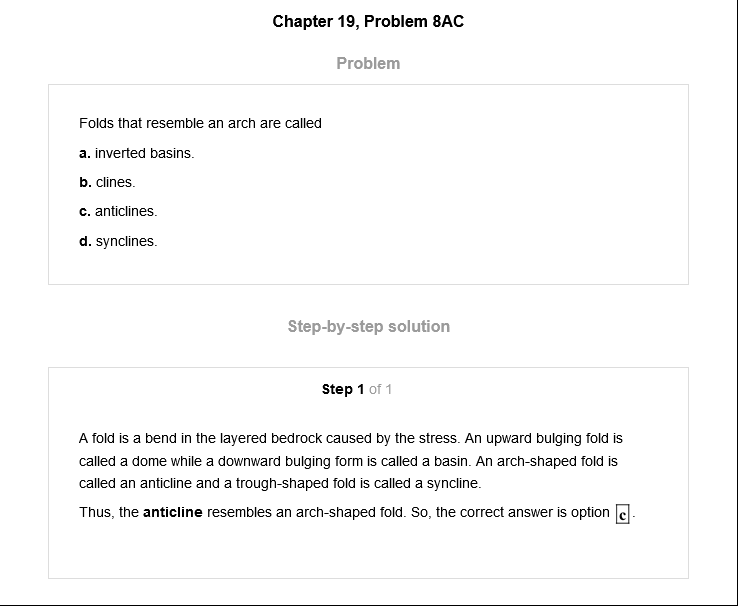 Chapter 19, Problem 8AC
Problem
Folds that resemble an arch are called
a. inverted basins.
b. clines.
c. anticlines.
d. synclines.
Step-by-step solution
Step 1 of 1
A fold is a bend in the layered bedrock caused by the stress. An upward bulging fold is
called a dome while a downward bulging form is called a basin. An arch-shaped fold is
called an anticline and a trough-shaped fold is called a syncline.
Thus, the anticline resembles an arch-shaped fold. So, the correct answer is option c.